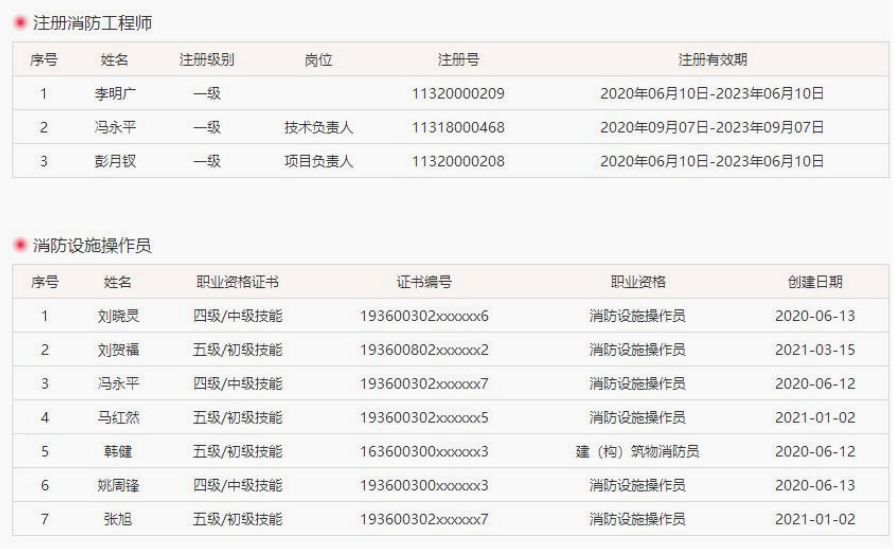 注册消防工程师
序号 姓名 注册级别 岗位 注册号 注册有效期
1 李明广 一级 11320000209 2020年06月10日-2023年06月10日
2 冯永平 一级 技术负责人 11318000468 2020年09月07日-2023年09月07日
3 彭月钗 一级 项目负责人 11320000208 2020年06月10日-2023年06月10日
消防设施操作员
序号 姓名 职业资格证书 证书编号 职业资格 创建日期
1 刘晓灵 四级/中级技能 193600302xxxxxx6 消防设施操作员 2020-06-13
2 刘贺福 五级/初级技能 193600802xxxxxx2 消防设施操作员 2021-03-15
3 冯永平 四级/中级技能 193600302xxxxxx7 消防设施操作员 2020-06-12
4 马红然 五级/初级技能 193600302xxxxxx5 消防设施操作员 2021-01-02
5 韩健 五级/初级技能 163600300xxxxxx3 建（构）筑物消防员 2020-06-12
6 姚周锋 四级/中级技能 193600300xxxxxx3 消防设施操作员 2020-06-13
7 张旭 五级/初级技能 193600302xxxxxx7 消防设施操作员 2021-01-02